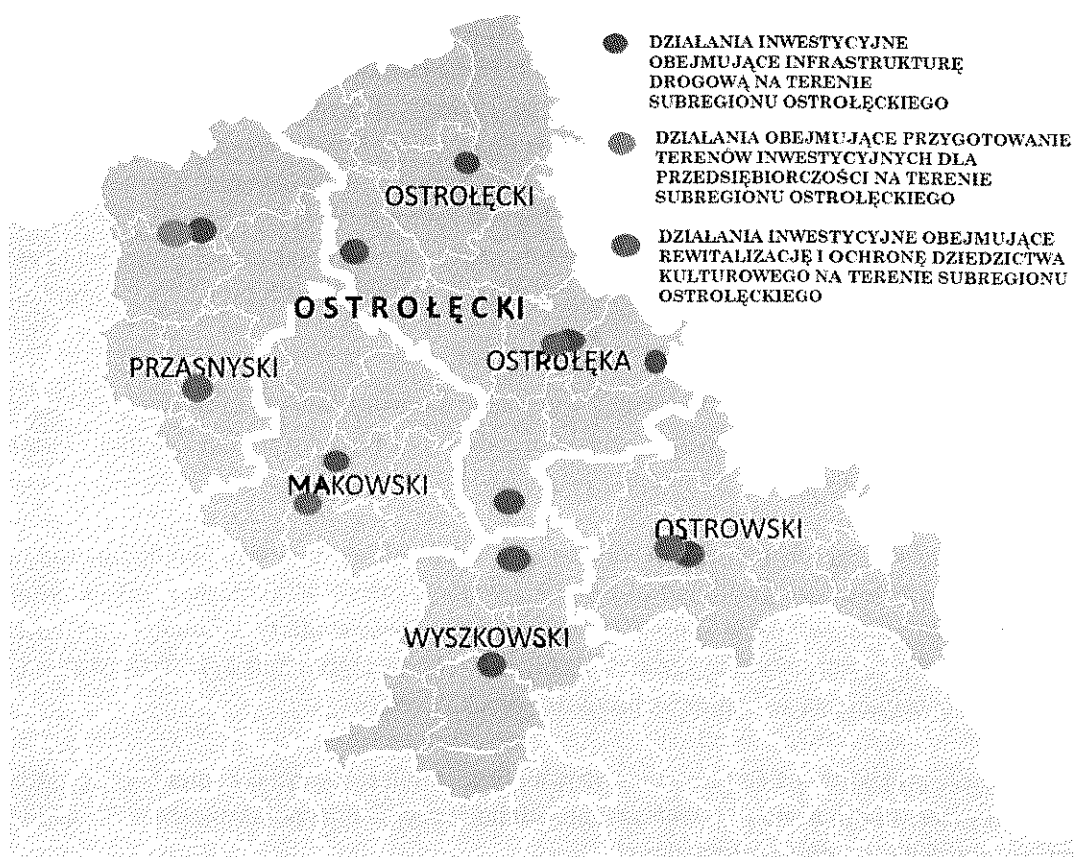 DZIAŁANIA INWESTYCYJNE
OBEJMUJĄCE INFRASTRUKTURĘ
DROGOWĄ NA TERENIE
SUBREGIONU OSTROŁĘCKIEGO
DZIAŁANIA OBEJMUJĄCE PRZYGOTOWANIE
TERENÓW INWESTYCYJNYCH DLA
PRZEDSIĘBIORCZOŚCI NA TERENIE
SUBREGIONU OSTROŁĘCKIEGO
DZIAŁANIA INWESTYCYJNE OBEJMUJĄCE
REWITALIZACJĘ I OCHRONĘ DZIEDZICTWA
KULTUROWEGO NA TERENIE SUBREGIONU
OSTROŁĘCKIEGO
OSTROŁĘCKI
OSTROŁĘCKI
PRZASNYSKI
OSTROŁĘKA
MAKOWSKI
OSTROWSKI
WYSZKOWSKI